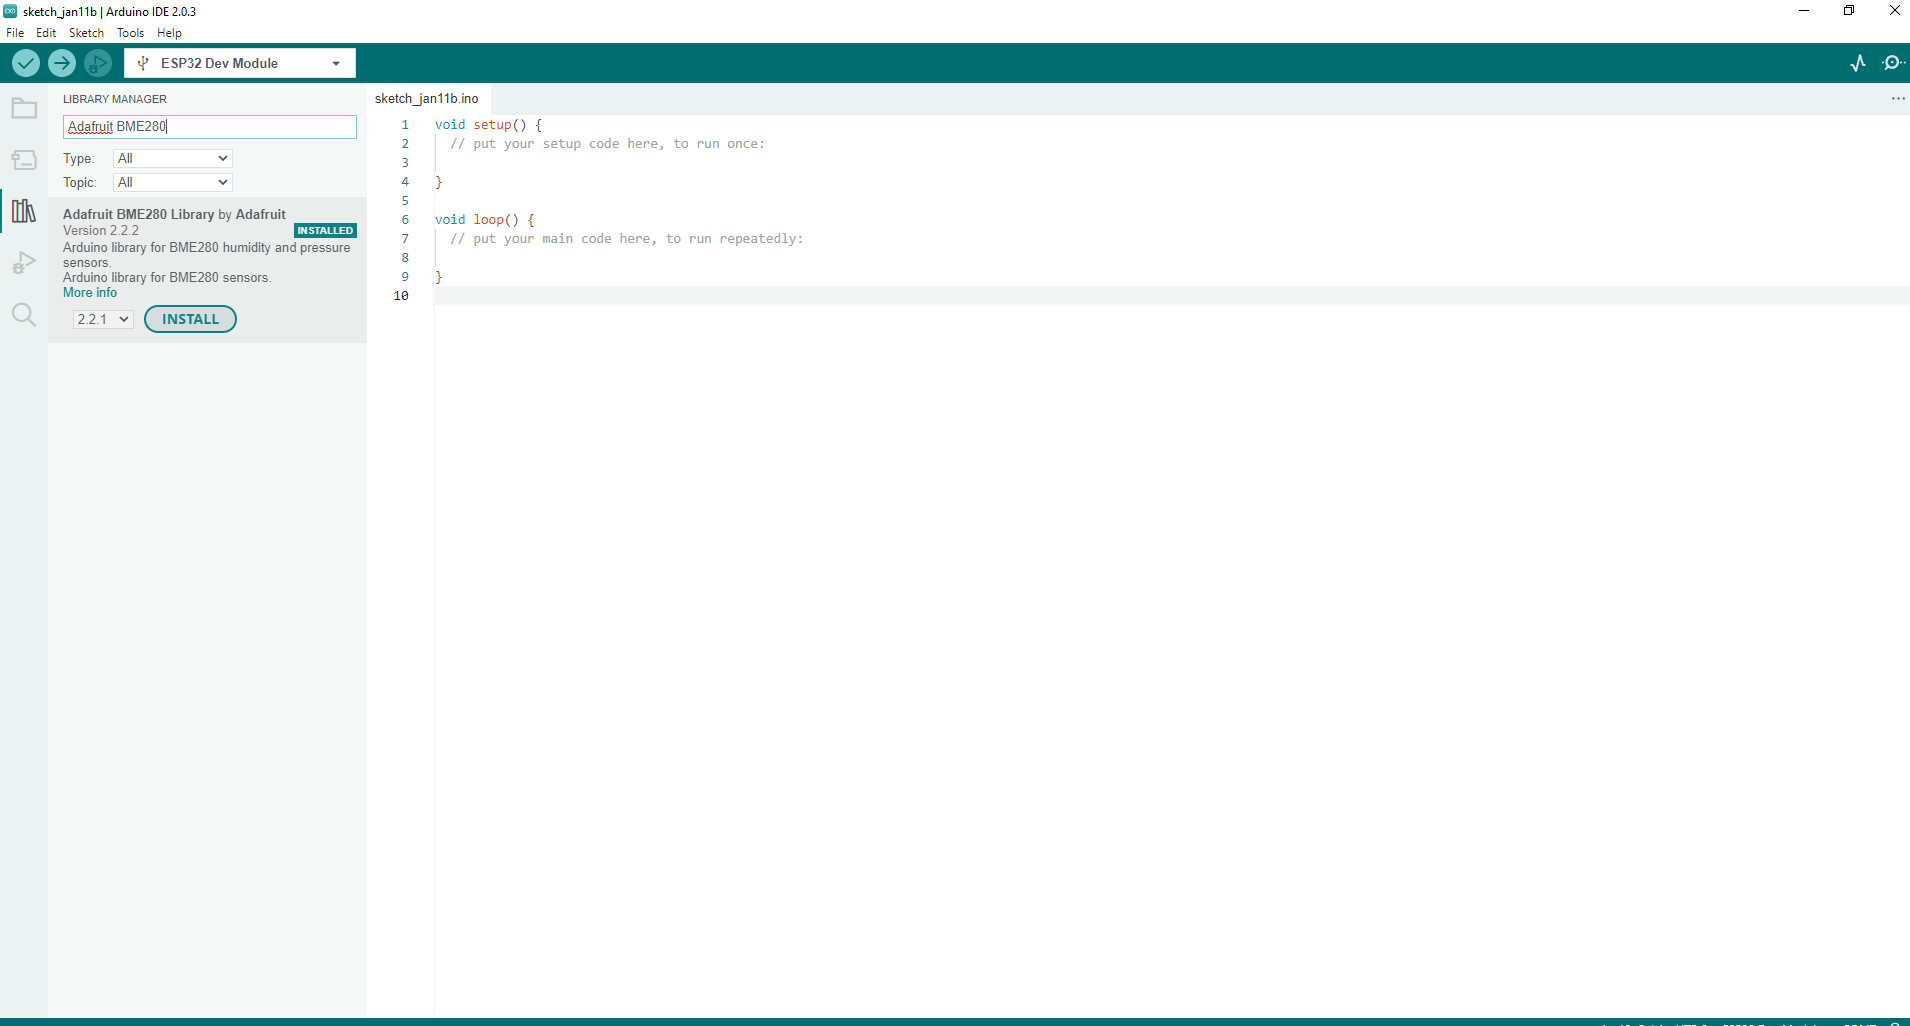 sketch_jan11b | Arduino IDE 2.0.3
File Edit Sketch Tools Help
ESP32 Dev Module
LIBRARY MANAGER
Adafruit BME280
Type: All
Topic: All
Adafruit BME280 Library by Adafruit
Version 2.2.2
INSTALLED
Arduino library for BME280 humidity and pressure
sensors.
Arduino library for BME280 sensors.
More info
2.2.1 INSTALL
sketch_jan11b.ino
1 void setup() {
2 // put your setup code here, to run once:
3
4 }
5
6 void loop() {
7 // put your main code here, to run repeatedly:
8
9 }
10